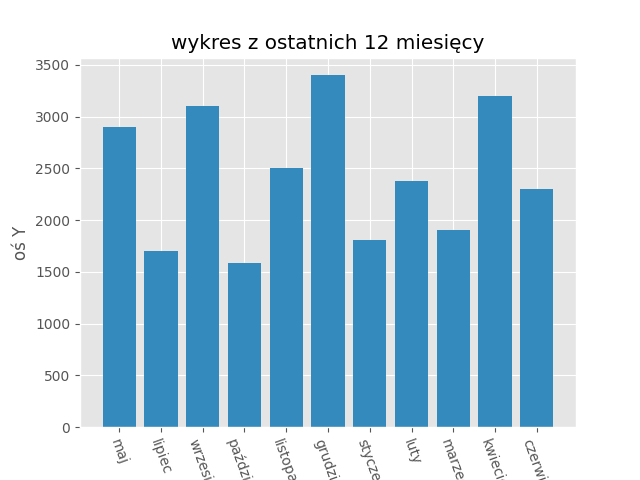 wykres z ostatnich 12 miesięcy
oś Y
3500
3000
2500
2000
1500
1000
500
0
maj
lipiec
wrzesi
paździ
listopa
grudzi
stycze
luty
marze
kwieci
czerwi